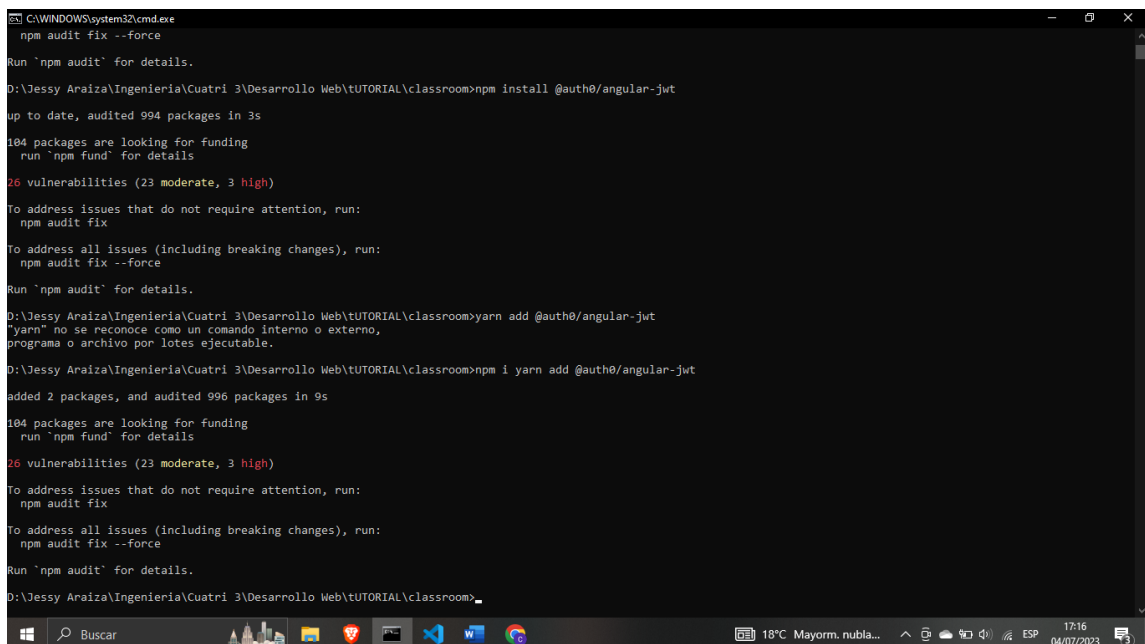 C:\WINDOWS\system32\cmd.exe
npm audit fix --force
Run `npm audit` for details.
D:\Jessy Araiza\Ingenieria\Cuatri 3\Desarrollo Web\tUTORIAL\classroom>npm install @auth0/angular-jwt
up to date, audited 994 packages in 3s
104 packages are looking for funding
run `npm fund` for details
26 vulnerabilities (23 moderate, 3 high)
To address issues that do not require attention, run:
npm audit fix
To address all issues (including breaking changes), run:
npm audit fix --force
Run `npm audit` for details.
D:\Jessy Araiza\Ingenieria\Cuatri 3\Desarrollo Web\tUTORIAL\classroom>yarn add @auth0/angular-jwt
"yarn" no se reconoce como un comando interno o externo,
programa o archivo por lotes ejecutable.
D:\Jessy Araiza\Ingenieria\Cuatri 3\Desarrollo Web\tUTORIAL\classroom>npm i yarn add @auth0/angular-jwt
added 2 packages, and audited 996 packages in 9s
104 packages are looking for funding
run `npm fund` for details
26 vulnerabilities (23 moderate, 3 high)
To address issues that do not require attention, run:
npm audit fix
To address all issues (including breaking changes), run:
npm audit fix --force
Run `npm audit` for details.
D:\Jessy Araiza\Ingenieria\Cuatri 3\Desarrollo Web\tUTORIAL\classroom>
Buscar
18°C Mayorm. nubla...
ESP
17:16
04/07/2023